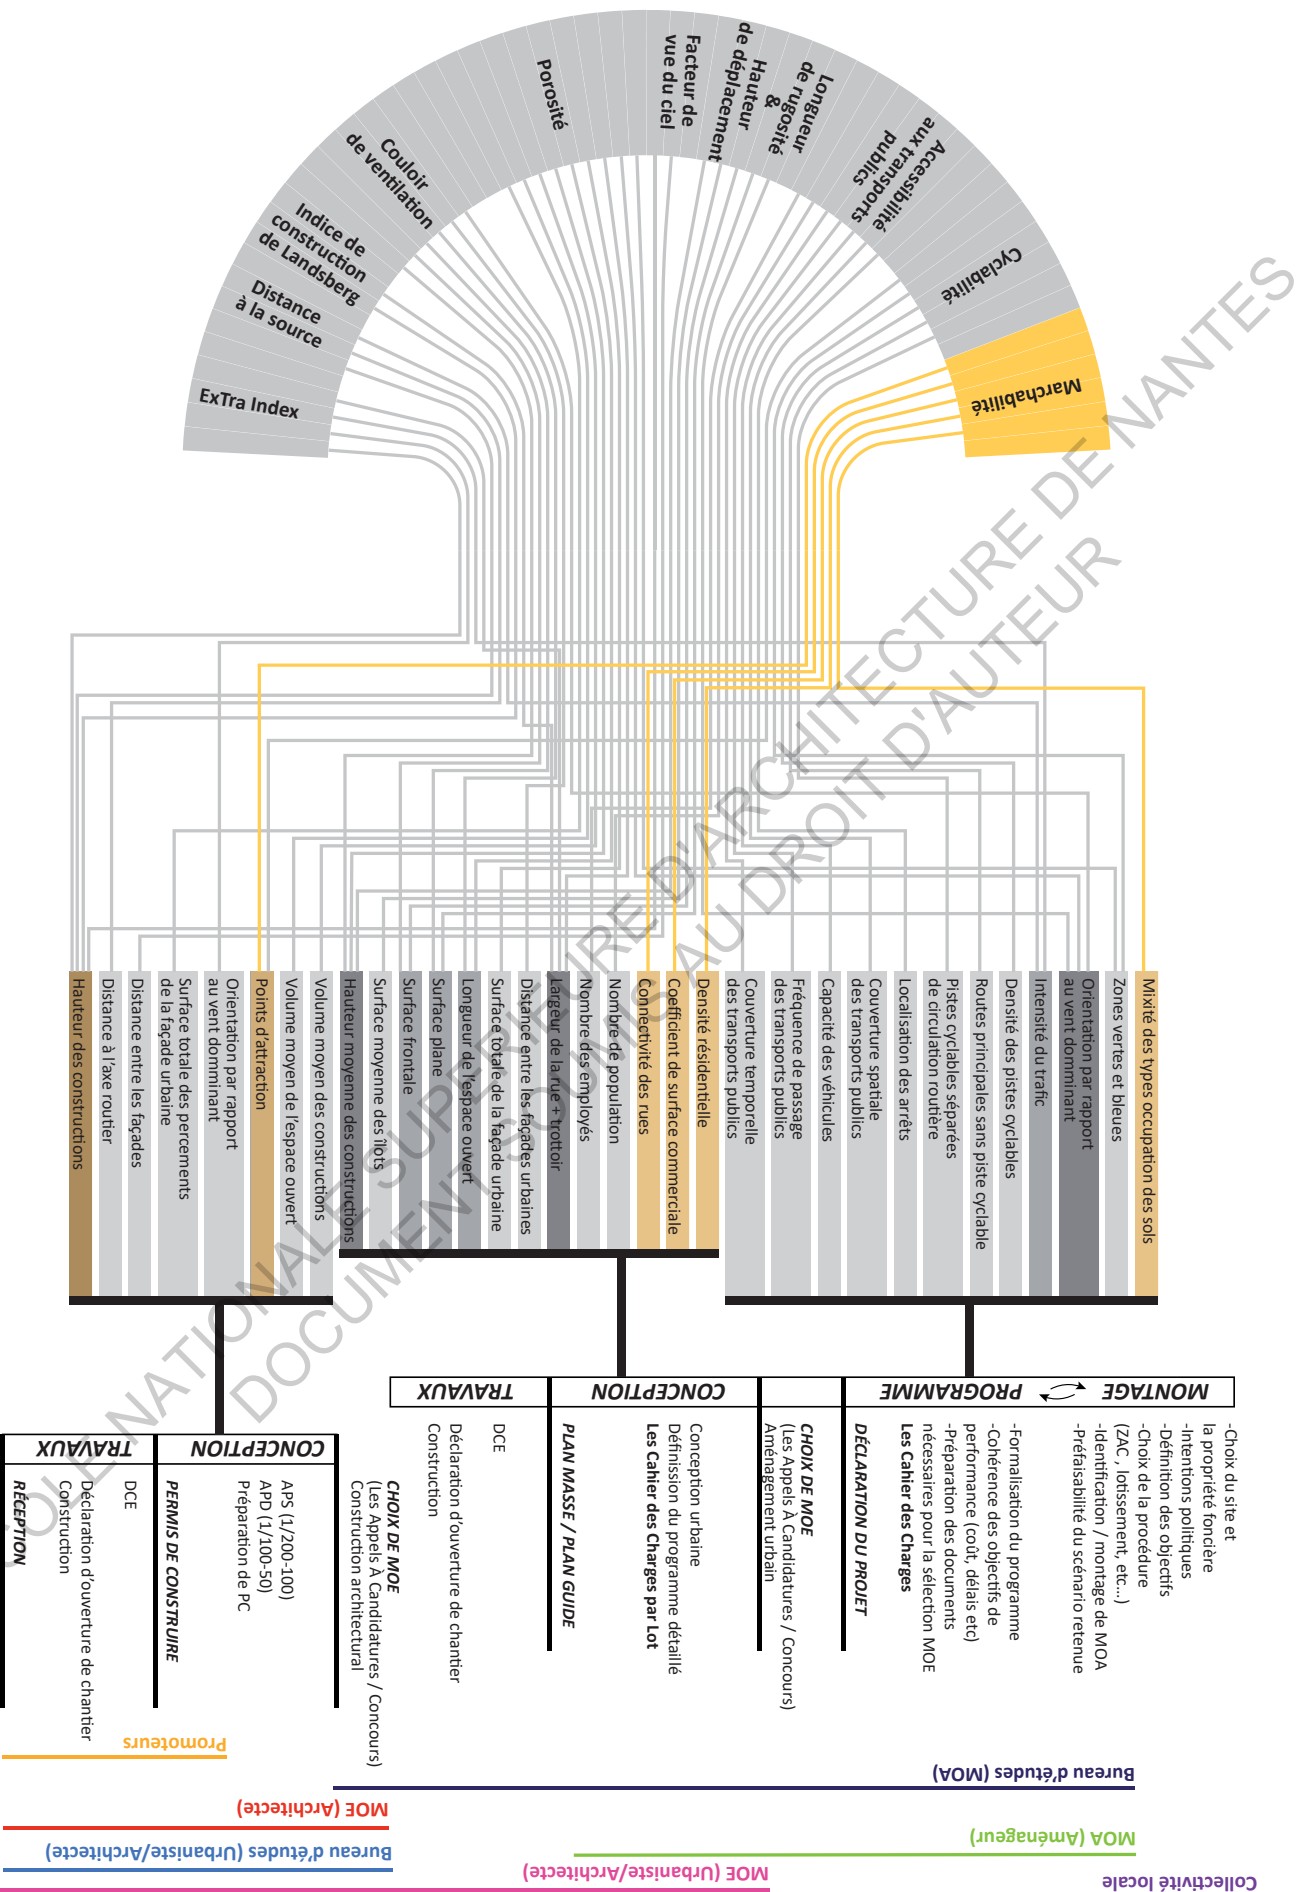 ExTra Index
Distance
à la source
Indice de
construction
de Landsberg
Couloir
de ventilation
Porosité
Facteur de
vue du ciel
Hauteur
de déplacement
&
Longueur
de rugosité
Accessibilité
aux transports
publics
Cyclabilité
Marchabilité
Hauteur des constructions
Distance à l'axe routier
Distance entre les façades
Surface totale des percements
de la façade urbaine
Orientation par rapport
au vent domminant
Points d'attraction
Volume moyen de l'espace ouvert
Volume moyen des constructions
Hauteur moyenne des constructions
Surface moyenne des îlots
Surface frontale
Surface plane
Longueur de l'espace ouvert
Surface totale de la façade urbaine
Distance entre les façades urbaines
Largeur de la rue + trottoir
Nombre des employés
Nombre de population
Connectivité des rues
Coefficient de surface commerciale
Densité résidentielle
Couverture temporelle
des transports publics
Fréquence de passage
des transports publics
Capacité des véhicules
Couverture spatiale
des transports publics
Localisation des arrêts
Pistes cyclables séparées
de circulation routière
Routes principales sans piste cyclable
Densité des pistes cyclables
Intensité du trafic
Orientation par rapport
au vent domminant
Zones vertes et bleues
Mixité des types occupation des sols
MONTAGE
PROGRAMME
CONCEPTION
TRAVAUX
-Choix du site et
la propriété foncière
-Intentions politiques
-Définition des objectifs
-Choix de la procédure
(ZAC , lotissement, etc...)
-Identification / montage de MOA
-Préfaisabilité du scénario retenue
-Formalisation du programme
-Cohérence des objectifs de
performance (coût, délais etc)
-Préparation des documents
nécessaires pour la sélection MOE
Les Cahier des Charges
DÉCLARATION DU PROJET
CHOIX DE MOE
(Les Appels À Candidatures / Concours)
Aménagement urbain
Conception urbaine
Définission du programme détaillé
Les Cahier des Charges par Lot
PLAN MASSE / PLAN GUIDE
DCE
Déclaration d'ouverture de chantier
Construction
CHOIX DE MOE
(Les Appels À Candidatures / Concours)
Construction architectural
CONCEPTION
TRAVAUX
APS (1/200-100)
APD (1/100-50)
Préparation de PC
PERMIS DE CONSTRUIRE
DCE
Déclaration d'ouverture de chantier
Construction
RÉCEPTION
Promoteurs
Bureau d'études (MOA)
MOE (Architecte)
MOA (Aménageur)
Bureau d'études (Urbaniste/Architecte)
MOE (Urbaniste/Architecte)
Collectivité locale
COLE NATIONALE SUPERIEURE D'ARCHITECTURE DE NANTES
DOCUMENT SOUMIS AU DROIT D'AUTEUR